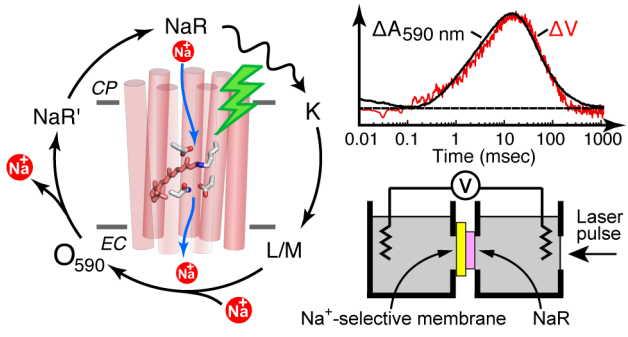 NaR
Na+
CP
K
NaR'
Na+
EC
O590
L/M
Na+
Na+
ΔA590 nm
ΔV
0.01 0.1 1 10 100 1000
Time (msec)
V
Laser
pulse
Na+-selective membrane
NaR